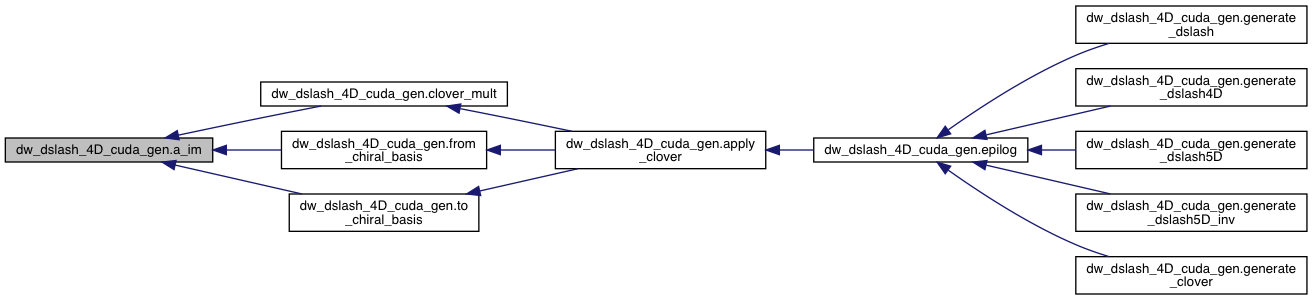 dw_dslash_4D_cuda_gen.a_im
dw_dslash_4D_cuda_gen.clover_mult
dw_dslash_4D_cuda_gen.from
_chiral_basis
dw_dslash_4D_cuda_gen.to
_chiral_basis
dw_dslash_4D_cuda_gen.apply
_clover
dw_dslash_4D_cuda_gen.epilog
dw_dslash_4D_cuda_gen.generate
_dslash
dw_dslash_4D_cuda_gen.generate
_dslash4D
dw_dslash_4D_cuda_gen.generate
_dslash5D
dw_dslash_4D_cuda_gen.generate
_dslash5D_inv
dw_dslash_4D_cuda_gen.generate
_clover